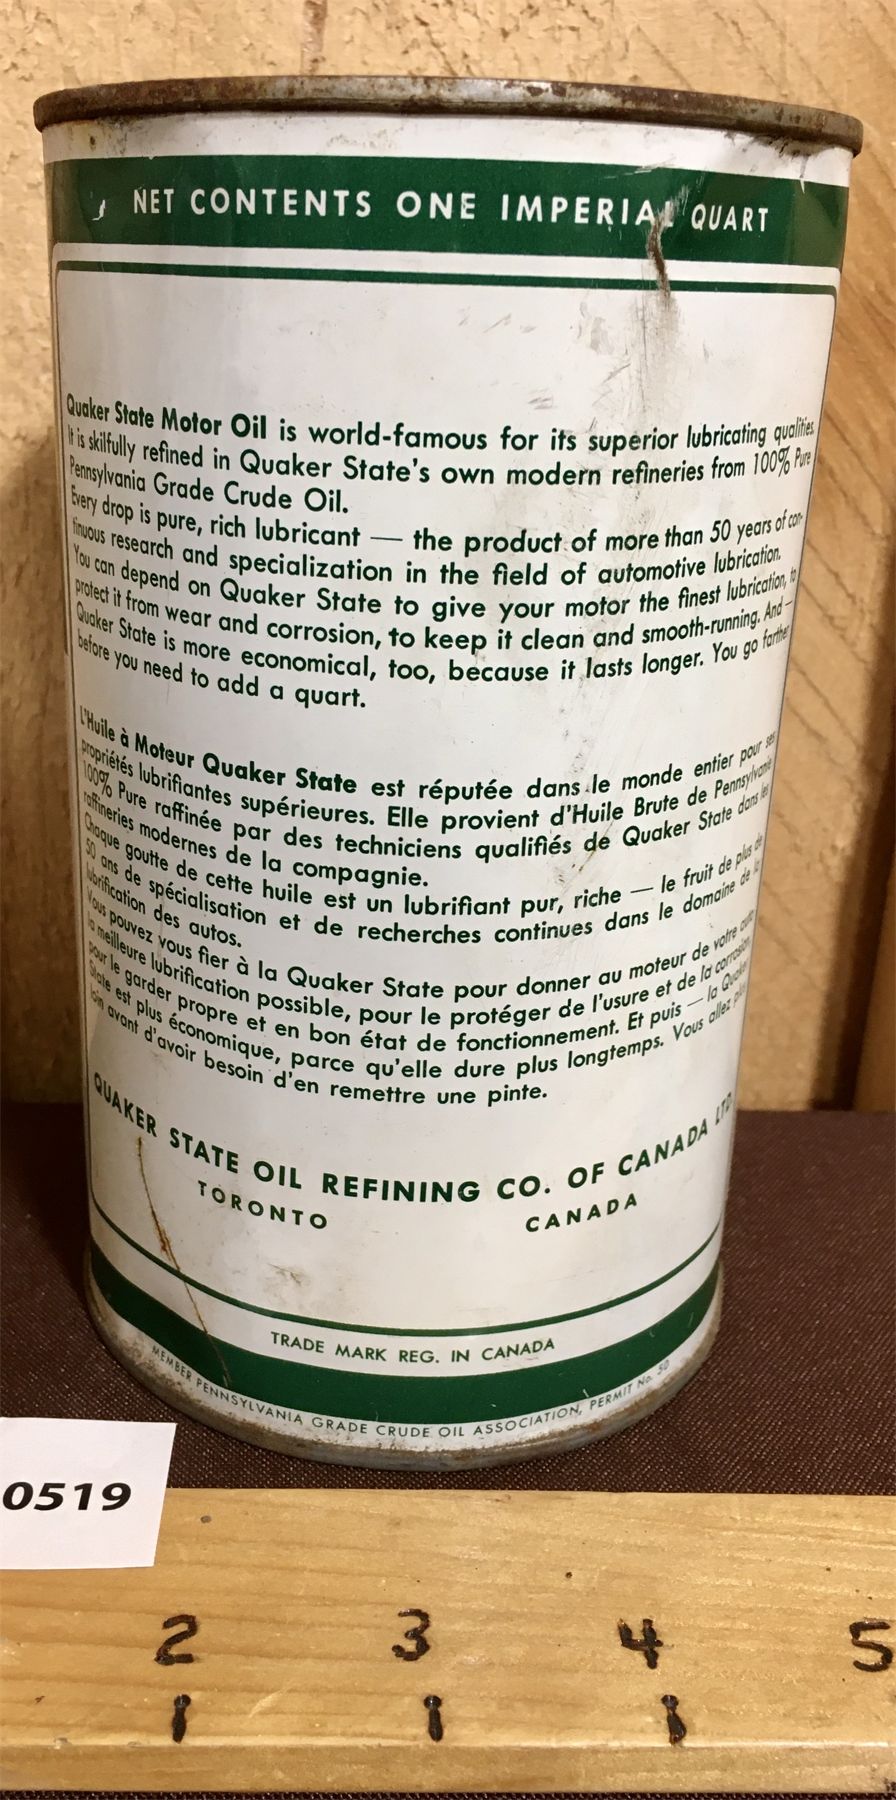 NET CONTENTS ONE IMPERIAL QUART
Quaker State Motor Oil is world-famous for its superior lubricating qualities.
It is skilfully refined in Quaker State's own modern refineries from 100% Pure
Pennsylvania Grade Crude Oil.
Every drop is pure, rich lubricant — the product of more than 50 years of con-
tinuous research and specialization in the field of automotive lubrication.
You can depend on Quaker State to give your motor the finest lubrication, to
protect it from wear and corrosion, to keep it clean and smooth-running. And —
Quaker State is more economical, too, because it lasts longer. You go farther
before you need to add a quart.
L'Huile à Moteur Quaker State est réputée dans le monde entier pour ses
propriétés lubrifiantes supérieures. Elle provient d'Huile Brute de Pennsylvanie
100% Pure raffinée par des techniciens qualifiés de Quaker State dans les
raffineries modernes de la compagnie.
Chaque goutte de cette huile est un lubrifiant pur, riche — le fruit de plus de
50 ans de spécialisation et de recherches continues dans le domaine de la
lubrification des autos.
Vous pouvez vous fier à la Quaker State pour donner au moteur de votre auto
la meilleure lubrification possible, pour le protéger de l'usure et de la corrosion,
pour le garder propre et en bon état de fonctionnement. Et puis — la Quaker
State est plus économique, parce qu'elle dure plus longtemps. Vous allez plus
loin avant d'avoir besoin d'en remettre une pinte.
QUAKER STATE OIL REFINING CO. OF CANADA LTD.
TORONTO CANADA
TRADE MARK REG. IN CANADA
MEMBER PENNSYLVANIA GRADE CRUDE OIL ASSOCIATION, PERMIT No. 50
0519
2 3 4 5